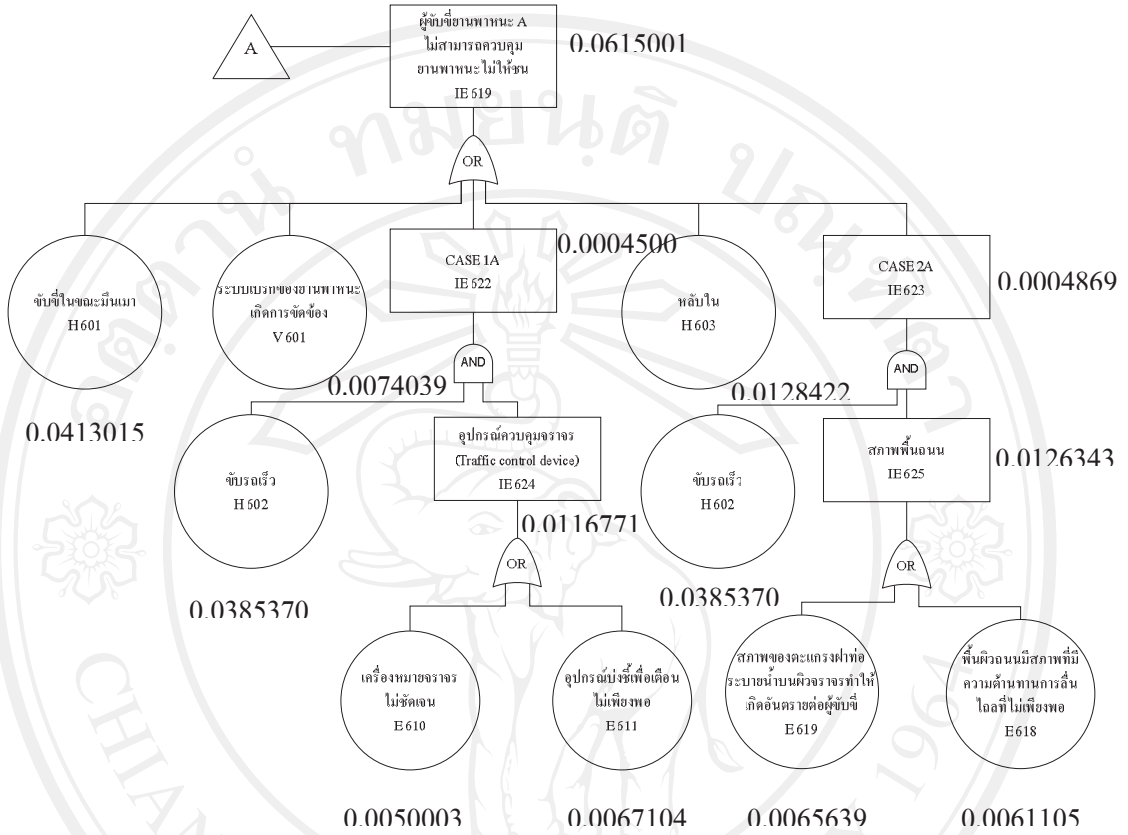 ผู้ขับขี่ยานพาหนะ A
ไม่สามารถควบคุม
ยานพาหนะไม่ให้ชน
IE 519
0.0615001
A
OR
ขับขี่ในขณะมึนเมา
H601
0.0413015
ระบบเบรกของยานพาหนะ
เกิดการขัดข้อง
V 601
0.0074039
CASE 1A
IE 522
0.0004500
หลับใน
H603
0.0128422
CASE 2A
IE623
0.0004869
AND
AND
ขับรถเร็ว
H502
0.0385370
อุปกรณ์ควบคุมจราจร
(Traffic control device)
IE 624
0.0116771
ขับรถเร็ว
H602
0.0385370
สภาพพื้นถนน
IE625
0.0126343
OR
OR
เครื่องหมายจราจร
ไม่ชัดเจน
E610
0.0050003
อุปกรณ์บ่งชี้เพื่อเตือน
ไม่เพียงพอ
E511
0.0067104
สภาพของตะแกรงฝาท่อ
ระบายน้ำบนผิวจราจรทำให้
เกิดอันตรายต่อผู้ขับขี่
E619
0.0065639
พื้นผิวถนนมีสภาพที่มี
ความต้านทานการลื่น
ไถลที่ไม่เพียงพอ
E618
0.0061105
CHIAN
1964